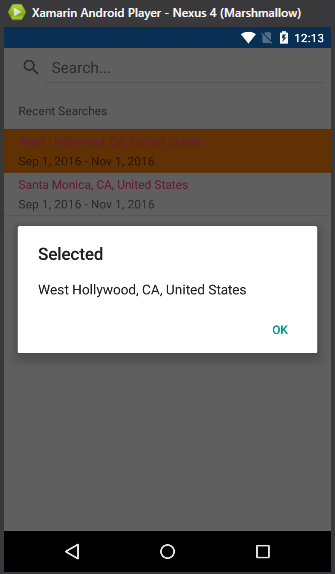 Xamarin Android Player - Nexus 4 (Marshmallow)
12:13
Search...
Recent Searches
West Hollywood, CA, United States
Sep 1, 2016 - Nov 1, 2016
Santa Monica, CA, United States
Sep 1, 2016 - Nov 1, 2016
Selected
West Hollywood, CA, United States
OK